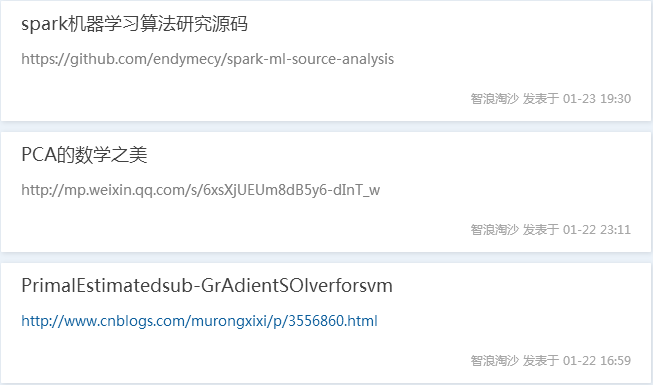 spark机器学习算法研究源码
https://github.com/endymecy/spark-ml-source-analysis
智浪淘沙 发表于 01-23 19:30
PCA的数学之美
http://mp.weixin.qq.com/s/6xsXjUEUm8dB5y6-dInT_w
智浪淘沙 发表于 01-22 23:11
PrimalEstimatedsub-GrAdientSOlverforsvm
http://www.cnblogs.com/murongxixi/p/3556860.html
智浪淘沙 发表于 01-22 16:59